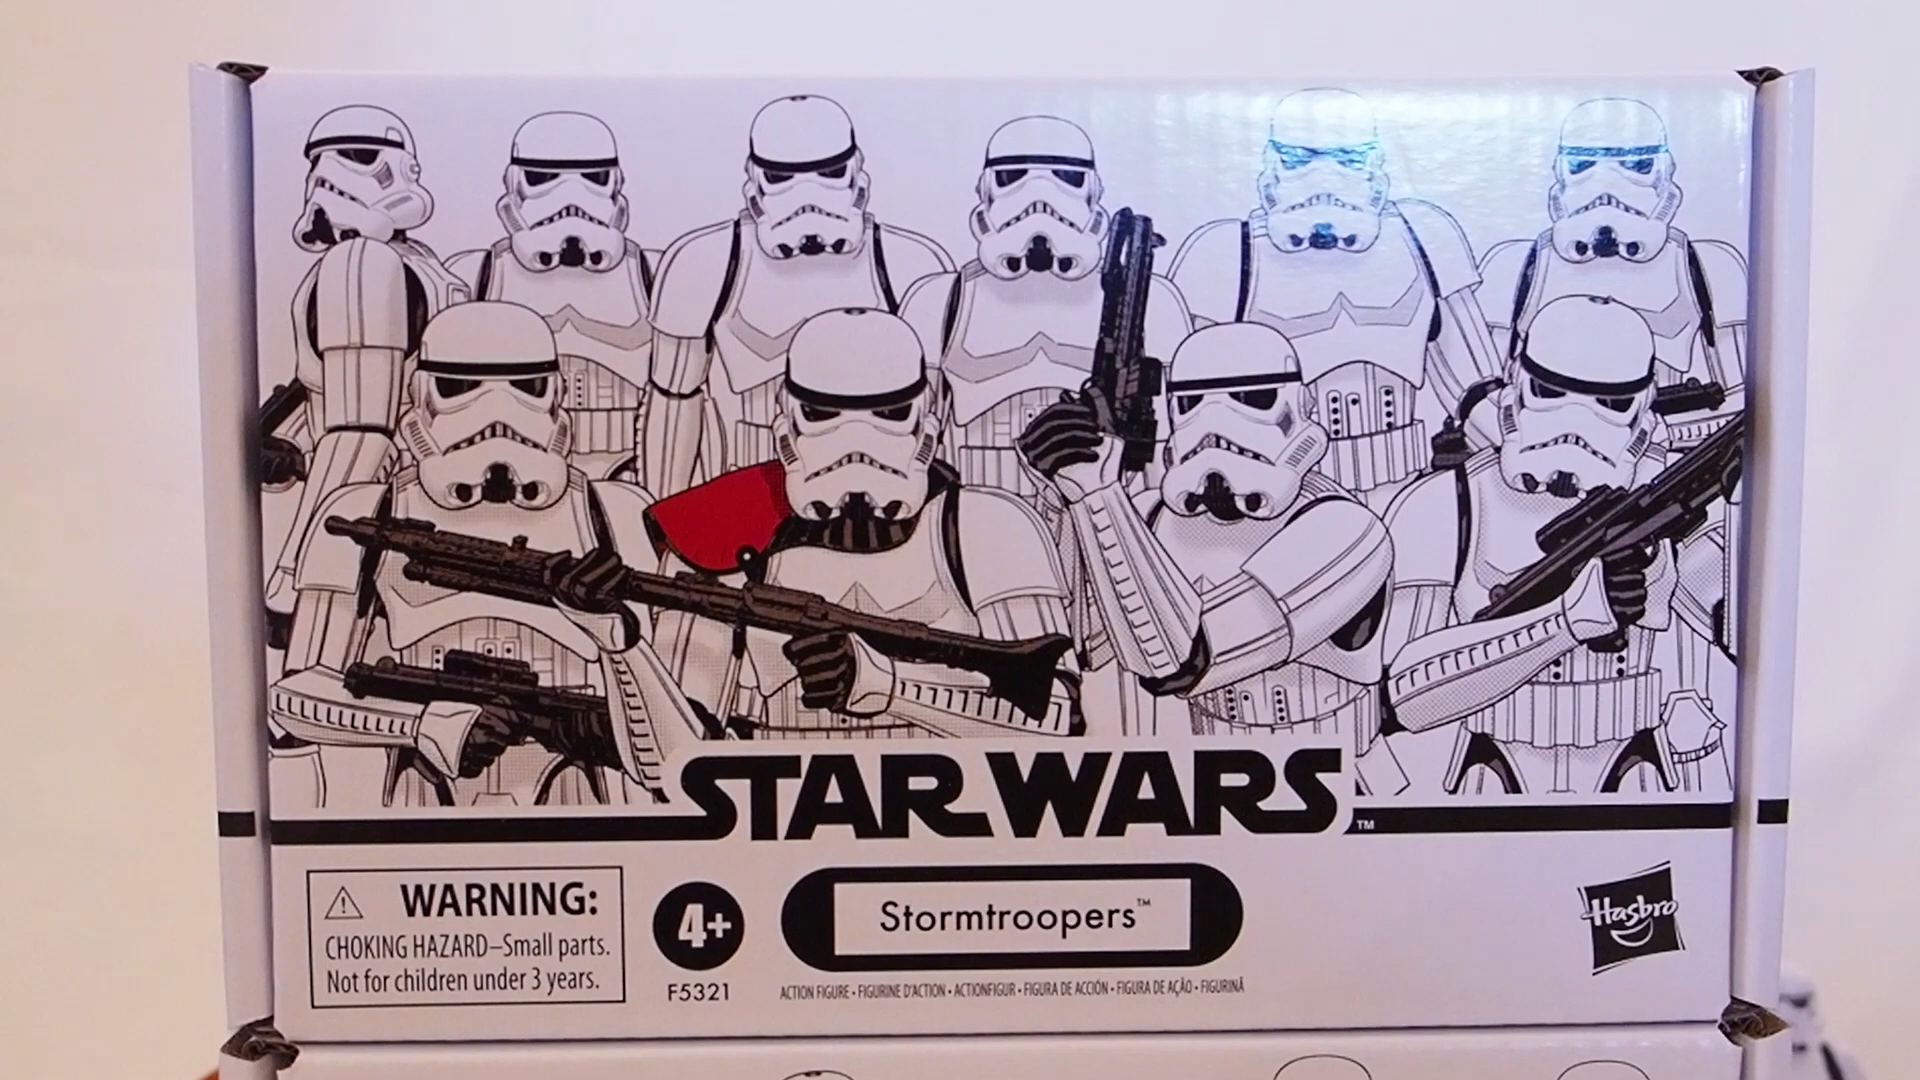 STAR WARS
TM
WARNING:
CHOKING HAZARD–Small parts.
Not for children under 3 years.
4+
F5321
Stormtroopers™
ACTION FIGURE • FIGURINE D'ACTION • ACTIONFIGUR • FIGURA DE ACCIÓN • FIGURA DE AÇÃO • FIGURINĂ
Hasbro